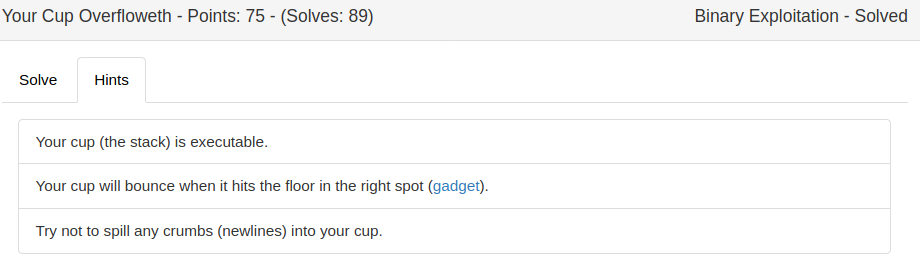 Your Cup Overfloweth - Points: 75 - (Solves: 89)
Binary Exploitation - Solved
Solve
Hints
Your cup (the stack) is executable.
Your cup will bounce when it hits the floor in the right spot (gadget).
Try not to spill any crumbs (newlines) into your cup.